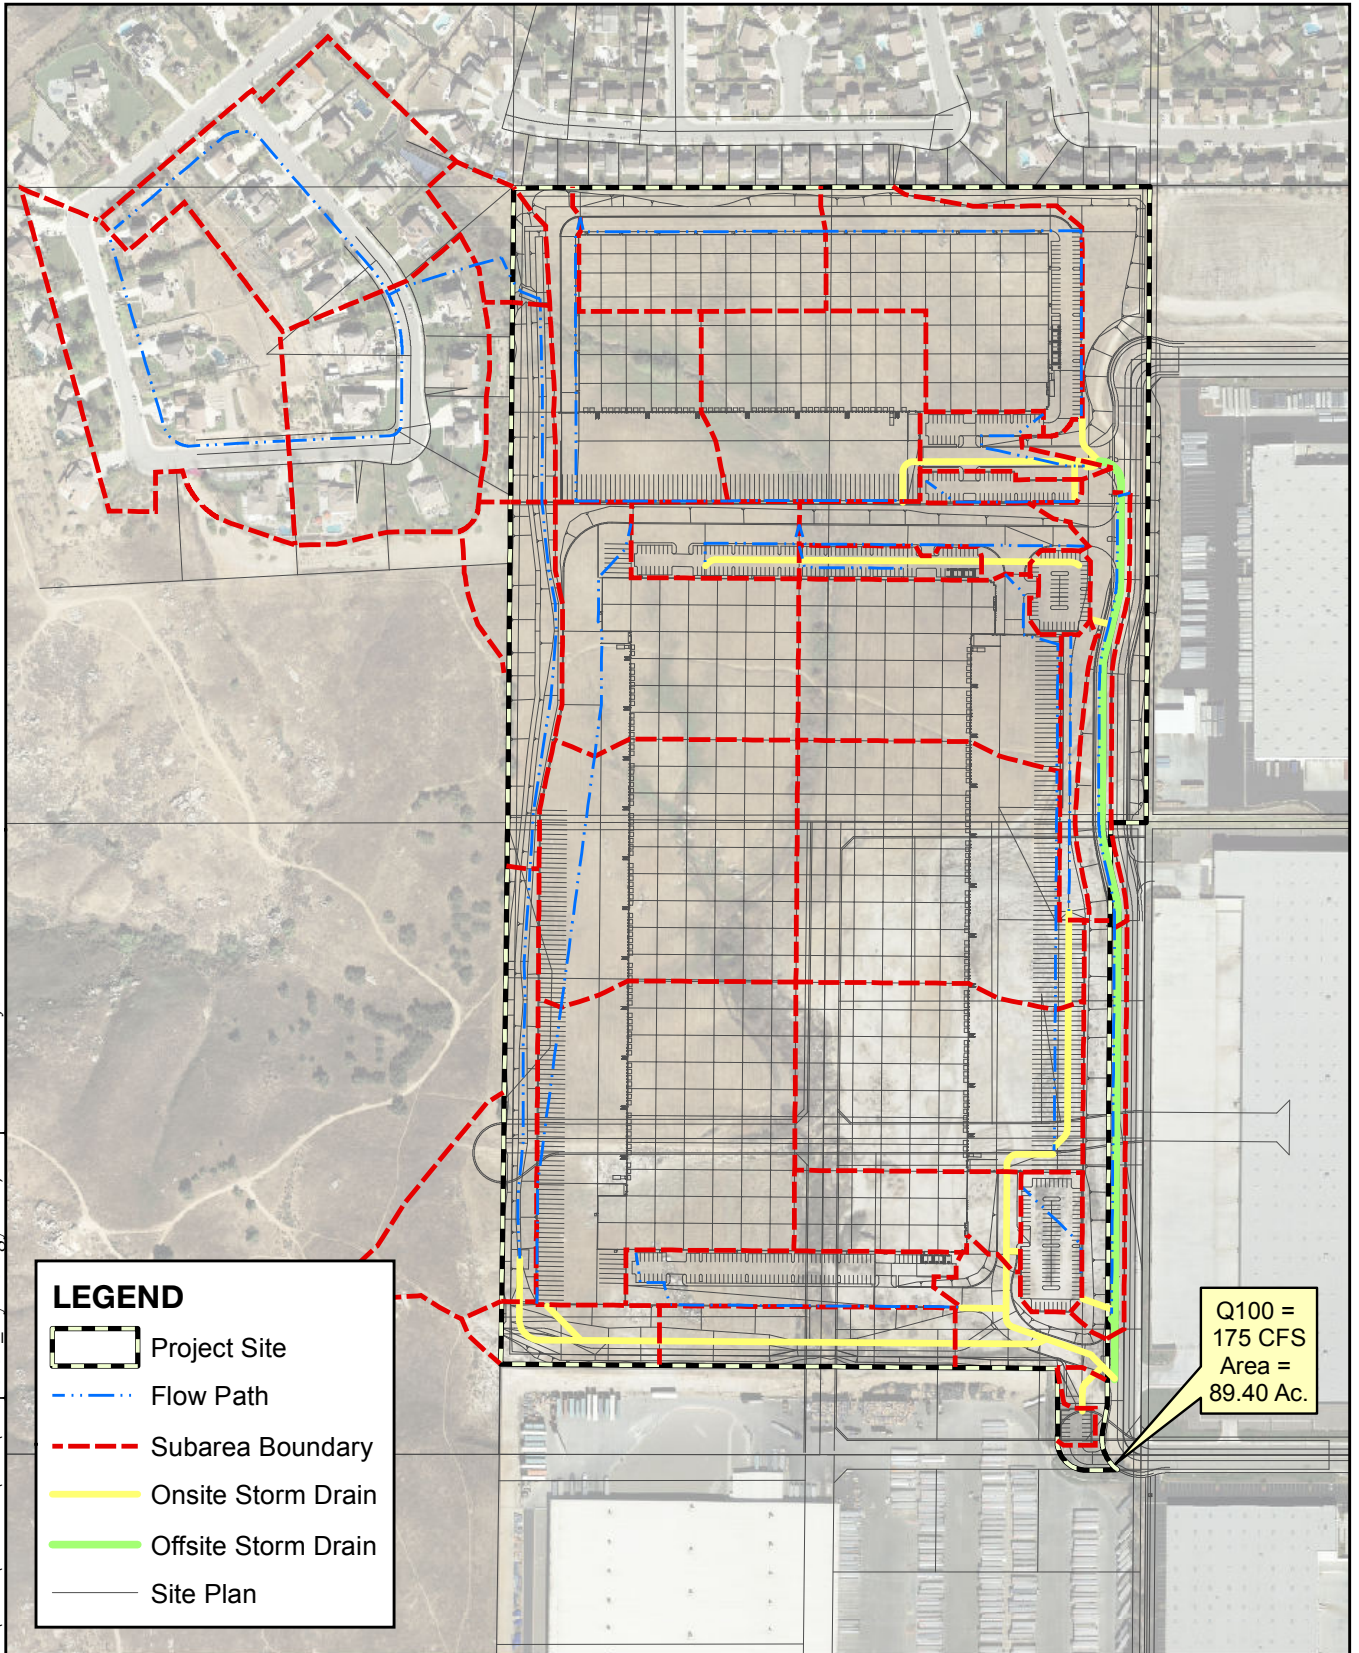 Q100 =
175 CFS
Area =
89.40 Ac.
LEGEND
Project Site
Flow Path
Subarea Boundary
Onsite Storm Drain
Offsite Storm Drain
Site Plan